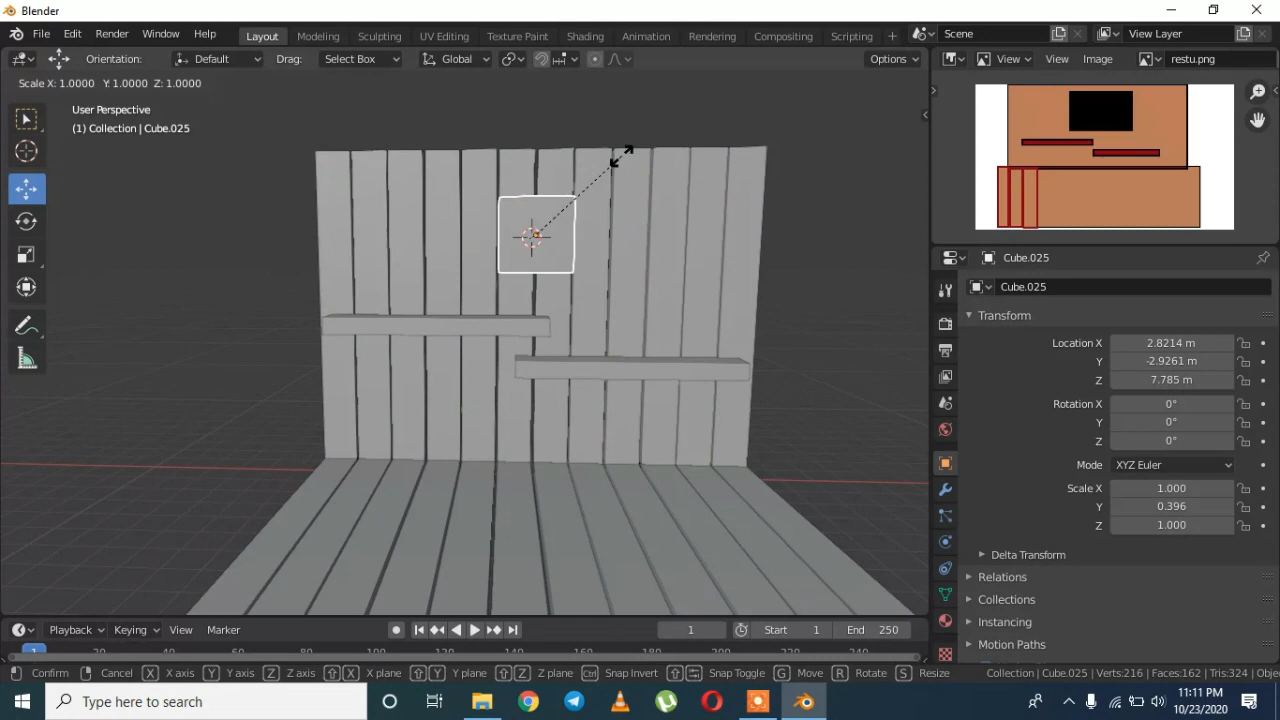 Blender
File Edit Render Window Help
Layout Modeling Sculpting UV Editing Texture Paint Shading Animation Rendering Compositing Scripting
Scene
View Layer
Orientation: Default Drag: Select Box Global Options
View View Image restu.png
Scale X: 1.0000 Y: 1.0000 Z: 1.0000
User Perspective
(1) Collection | Cube.025
Cube.025
Cube.025
Transform
Location X 2.8214 m
Y -2.9261 m
Z 7.785 m
Rotation X 0°
Y 0°
Z 0°
Mode XYZ Euler
Scale X 1.000
Y 0.396
Z 1.000
Delta Transform
Relations
Collections
Instancing
Motion Paths
Playback Keying View Marker 1 Start 1 End 250
Confirm Cancel X X axis Y Y axis Z Z axis X X plane Y Y plane Z Z plane Ctrl Snap Invert Snap Toggle G Move R Rotate S Resize Collection | Cube.025 | Verts:216 | Faces:162 | Tris:324 | Objec
Type here to search
11:11 PM
10/23/2020